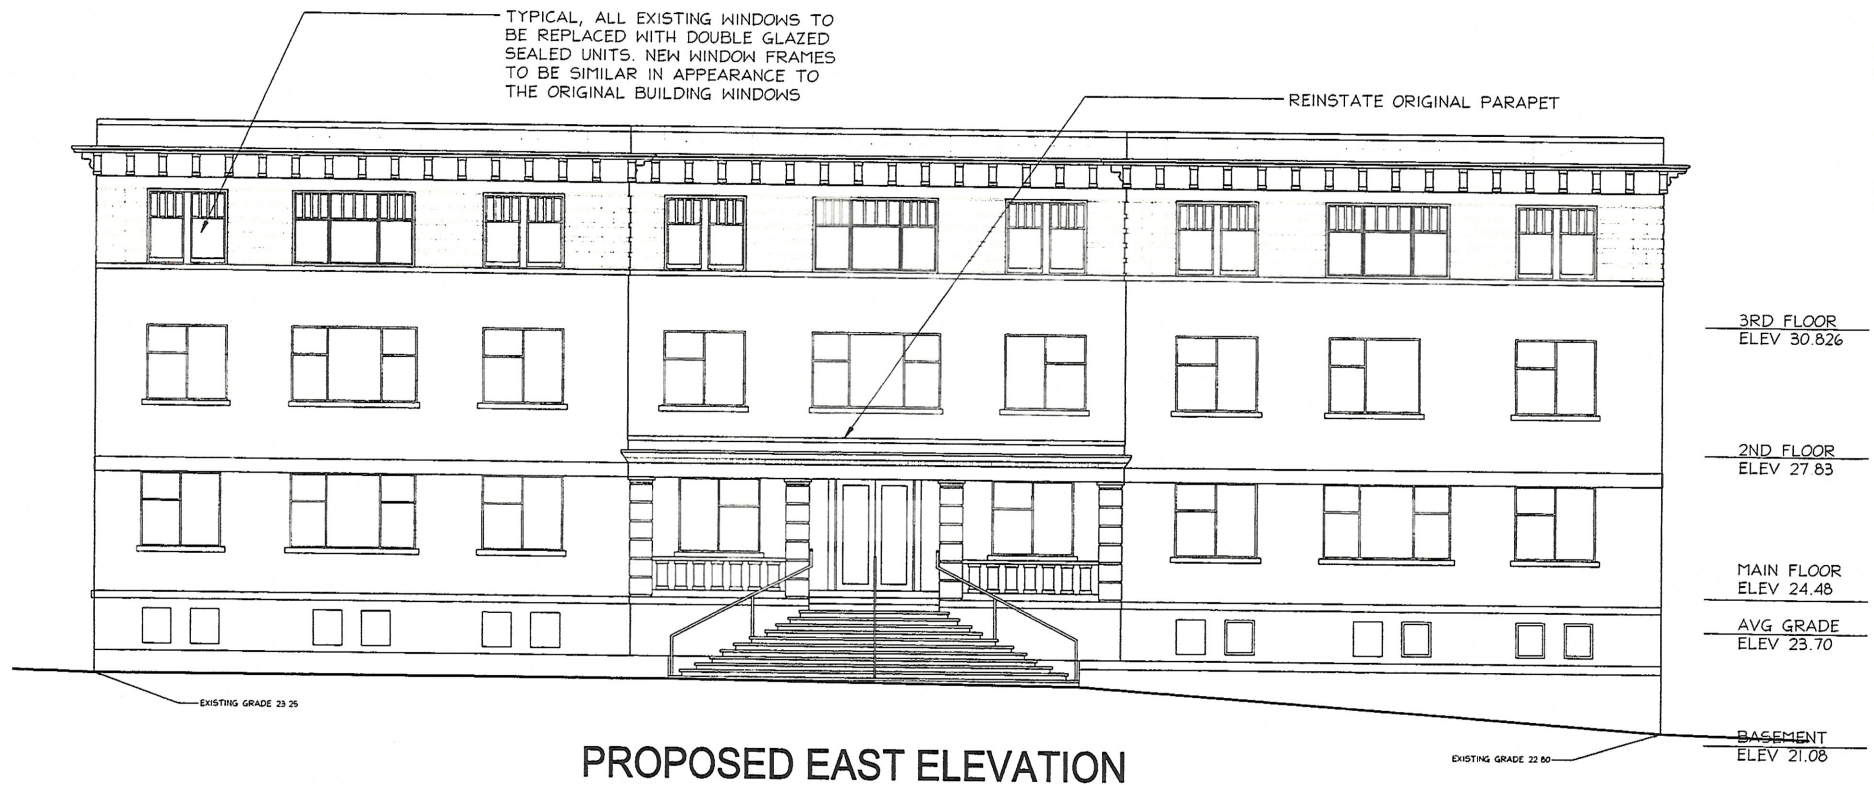 TYPICAL, ALL EXISTING WINDOWS TO
BE REPLACED WITH DOUBLE GLAZED
SEALED UNITS. NEW WINDOW FRAMES
TO BE SIMILAR IN APPEARANCE TO
THE ORIGINAL BUILDING WINDOWS
REINSTATE ORIGINAL PARAPET
3RD FLOOR
ELEV 30.826
2ND FLOOR
ELEV 27.83
MAIN FLOOR
ELEV 24.48
AVG GRADE
ELEV 23.70
EXISTING GRADE 23 25
BASEMENT
ELEV 21.08
EXISTING GRADE 22 80
PROPOSED EAST ELEVATION